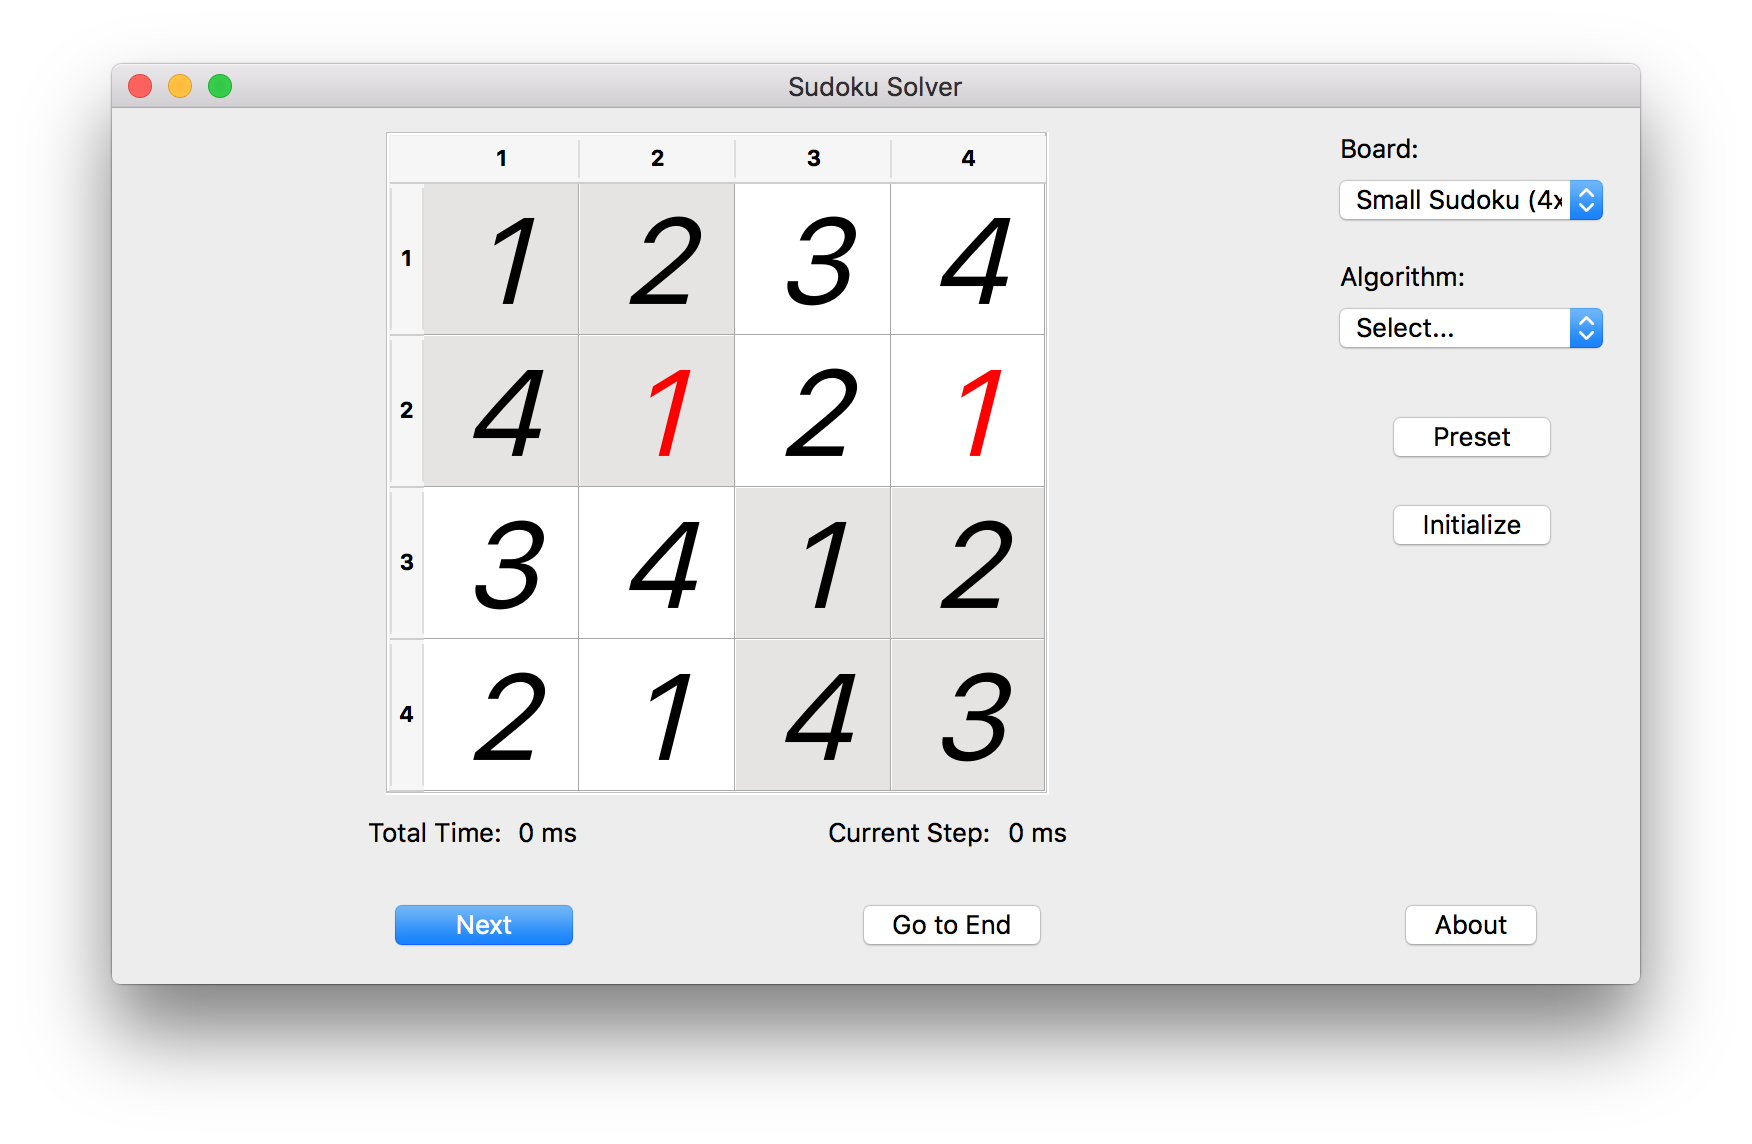 Sudoku Solver
1 2 3 4
1 1 2 3 4
2 4 1 2 1
3 3 4 1 2
4 2 1 4 3
Board:
Small Sudoku (4x
Algorithm:
Select...
Preset
Initialize
Total Time: 0 ms
Current Step: 0 ms
Next
Go to End
About